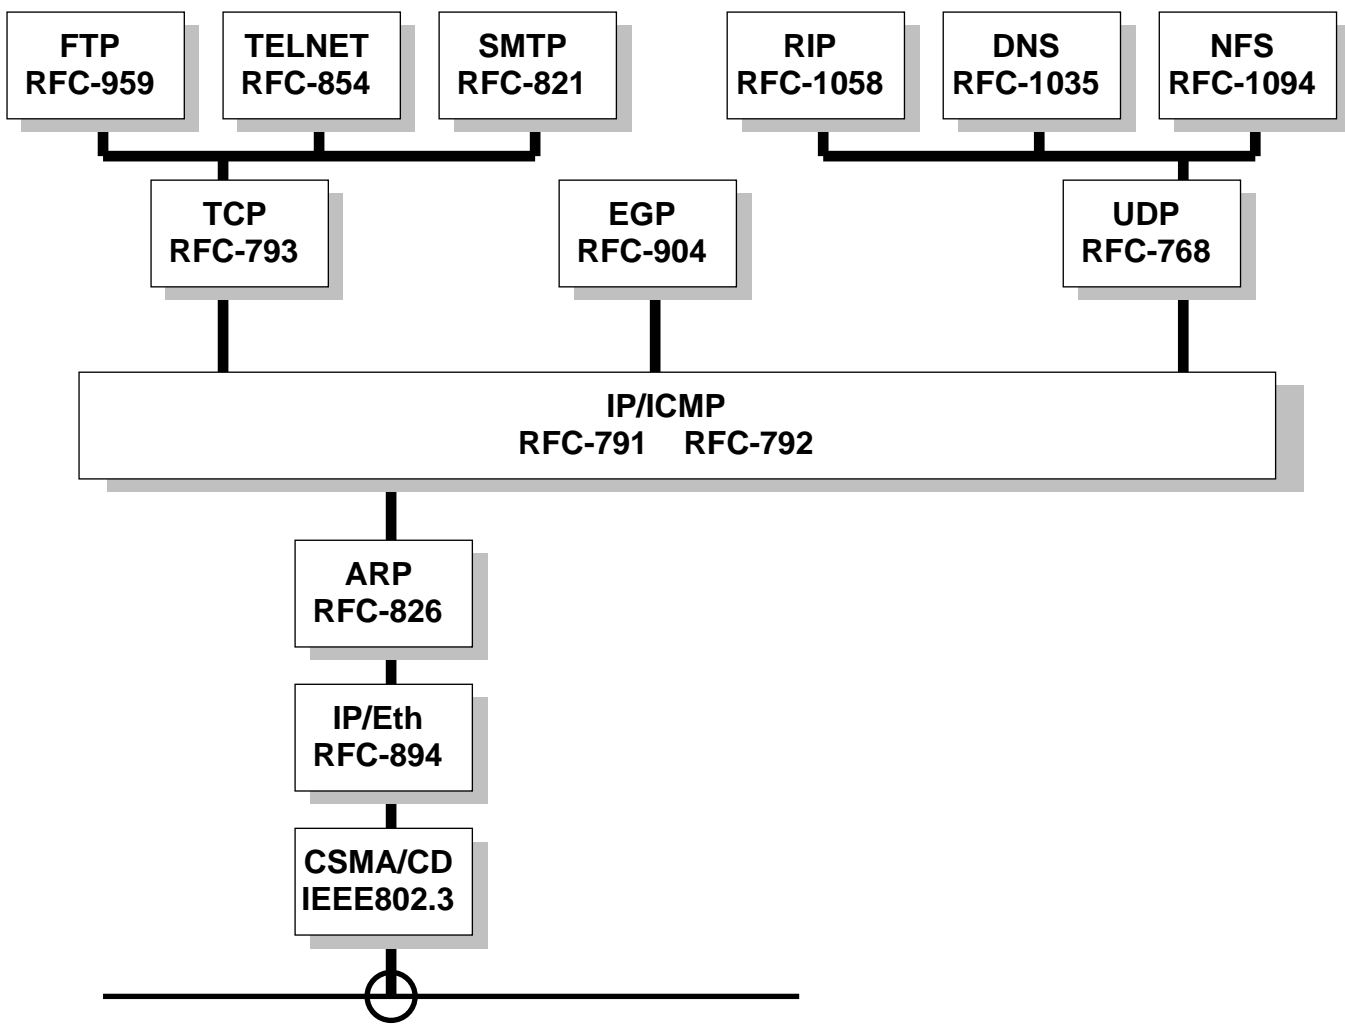 FTP
RFC-959
TELNET
RFC-854
SMTP
RFC-821
RIP
RFC-1058
DNS
RFC-1035
NFS
RFC-1094
TCP
RFC-793
EGP
RFC-904
UDP
RFC-768
IP/ICMP
RFC-791 RFC-792
ARP
RFC-826
IP/Eth
RFC-894
CSMA/CD
IEEE802.3